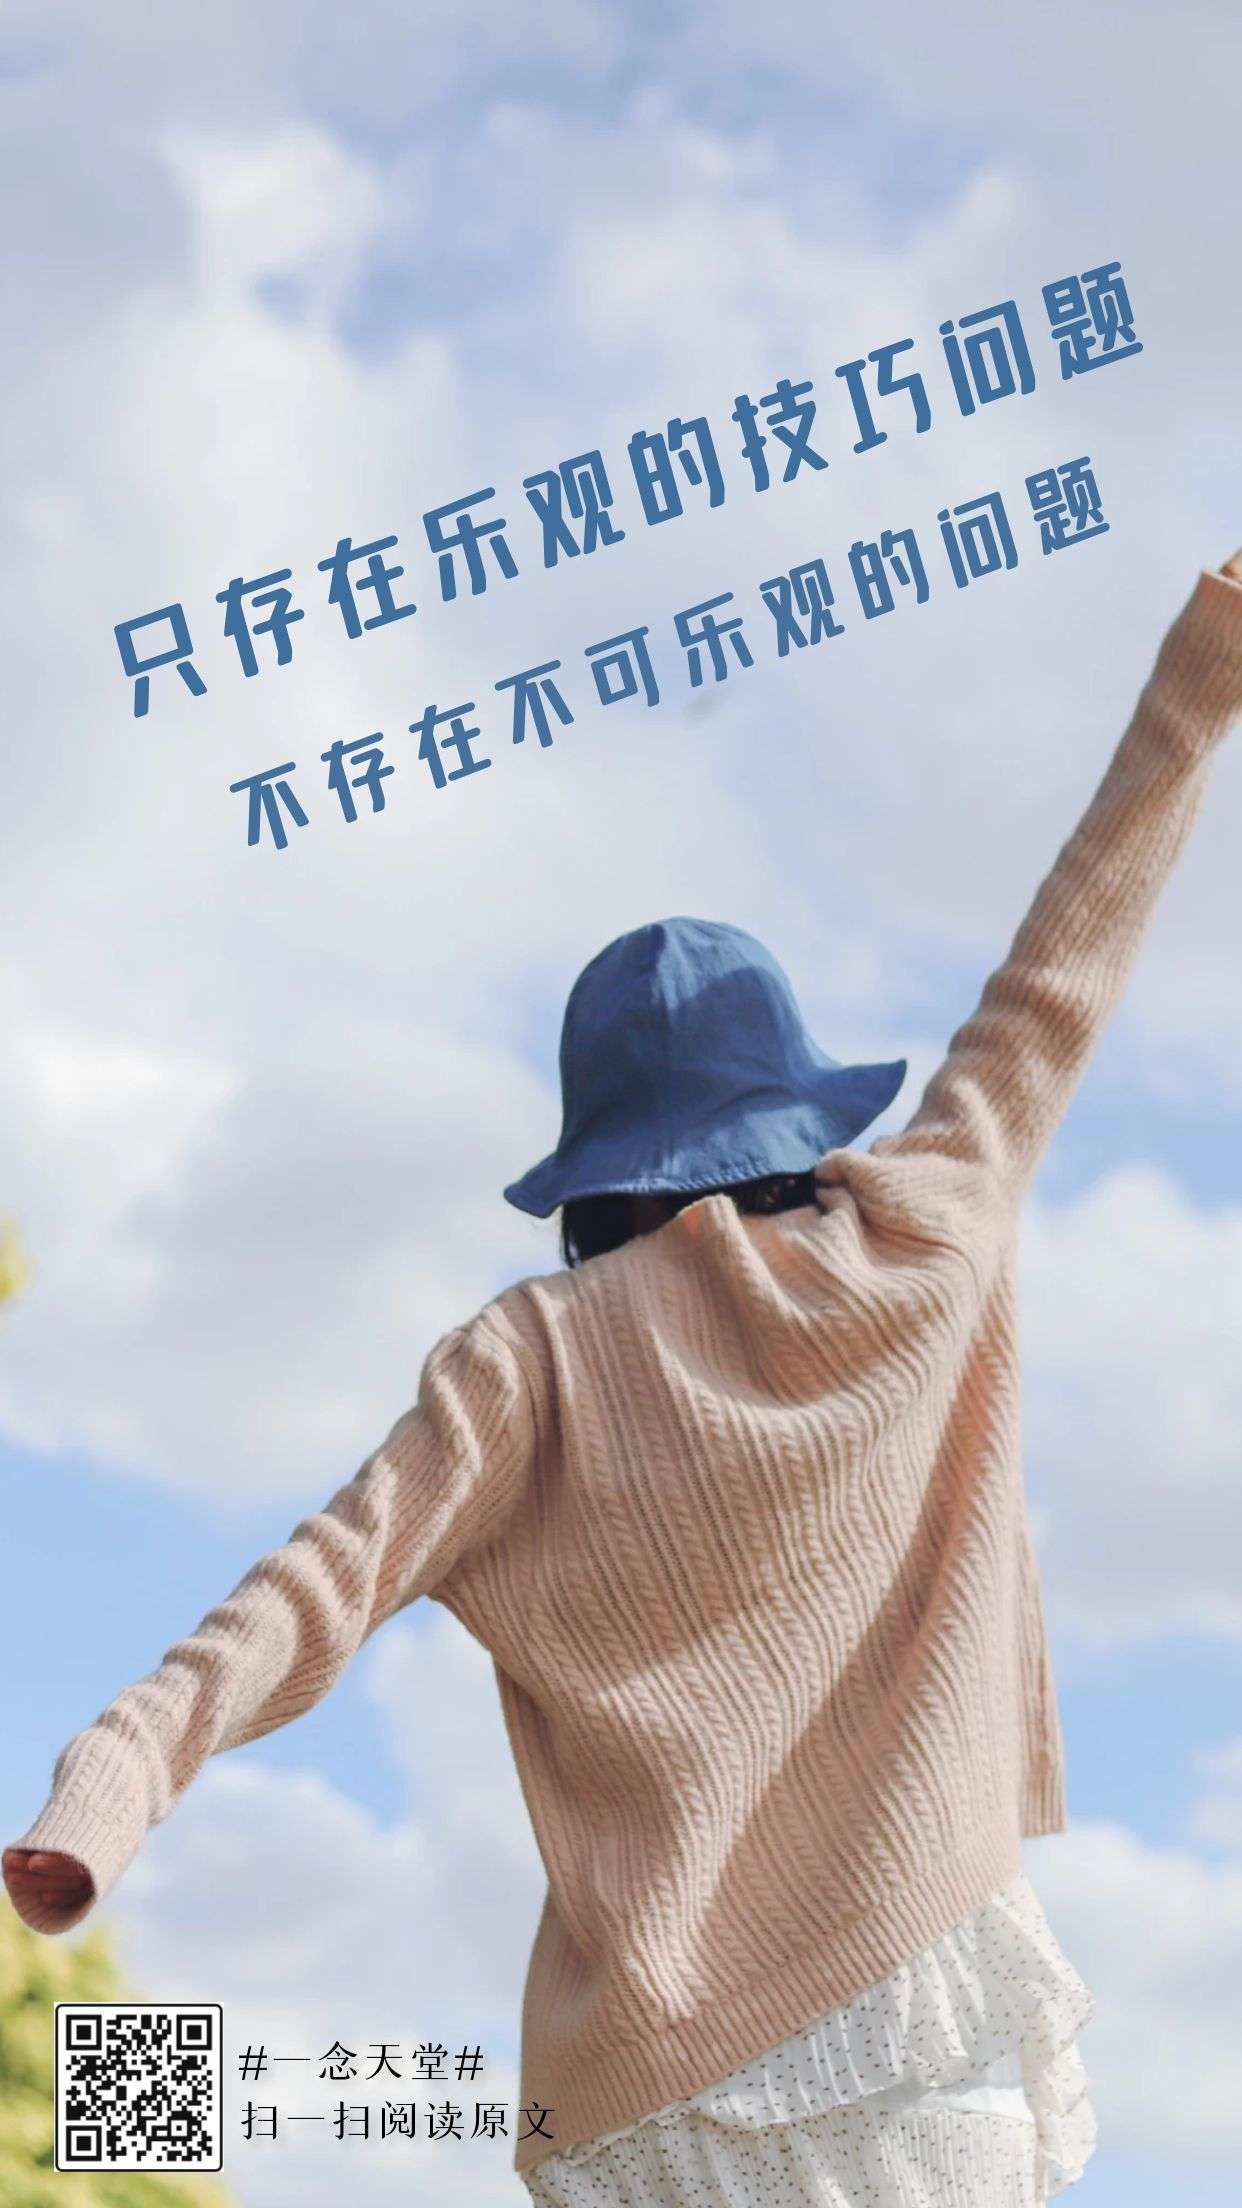 只存在乐观的技巧问题
不存在不可乐观的问题
#一念天堂#
扫一扫阅读原文